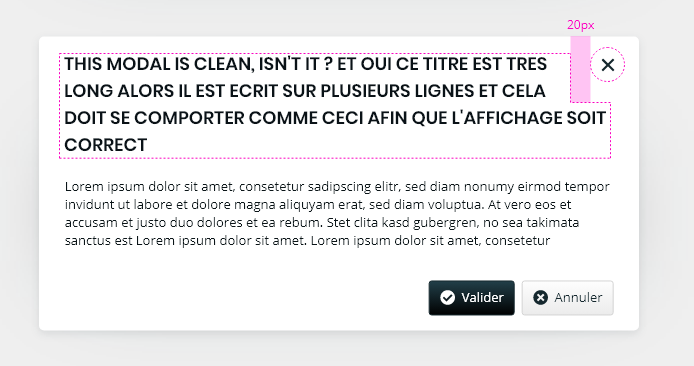 20px
THIS MODAL IS CLEAN, ISN'T IT ? ET OUI CE TITRE EST TRES
LONG ALORS IL EST ECRIT SUR PLUSIEURS LIGNES ET CELA
DOIT SE COMPORTER COMME CECI AFIN QUE L'AFFICHAGE SOIT
CORRECT
Lorem ipsum dolor sit amet, consetetur sadipscing elitr, sed diam nonumy eirmod tempor
invidunt ut labore et dolore magna aliquyam erat, sed diam voluptua. At vero eos et
accusam et justo duo dolores et ea rebum. Stet clita kasd gubergren, no sea takimata
sanctus est Lorem ipsum dolor sit amet. Lorem ipsum dolor sit amet, consetetur
Valider Annuler